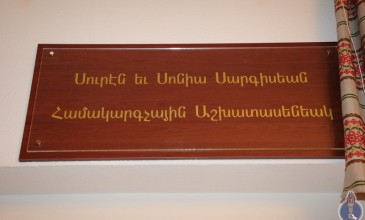 Սուրէն եւ Սոնիա Սարգիսեան
Համակարգչային Աշխատասենեակ